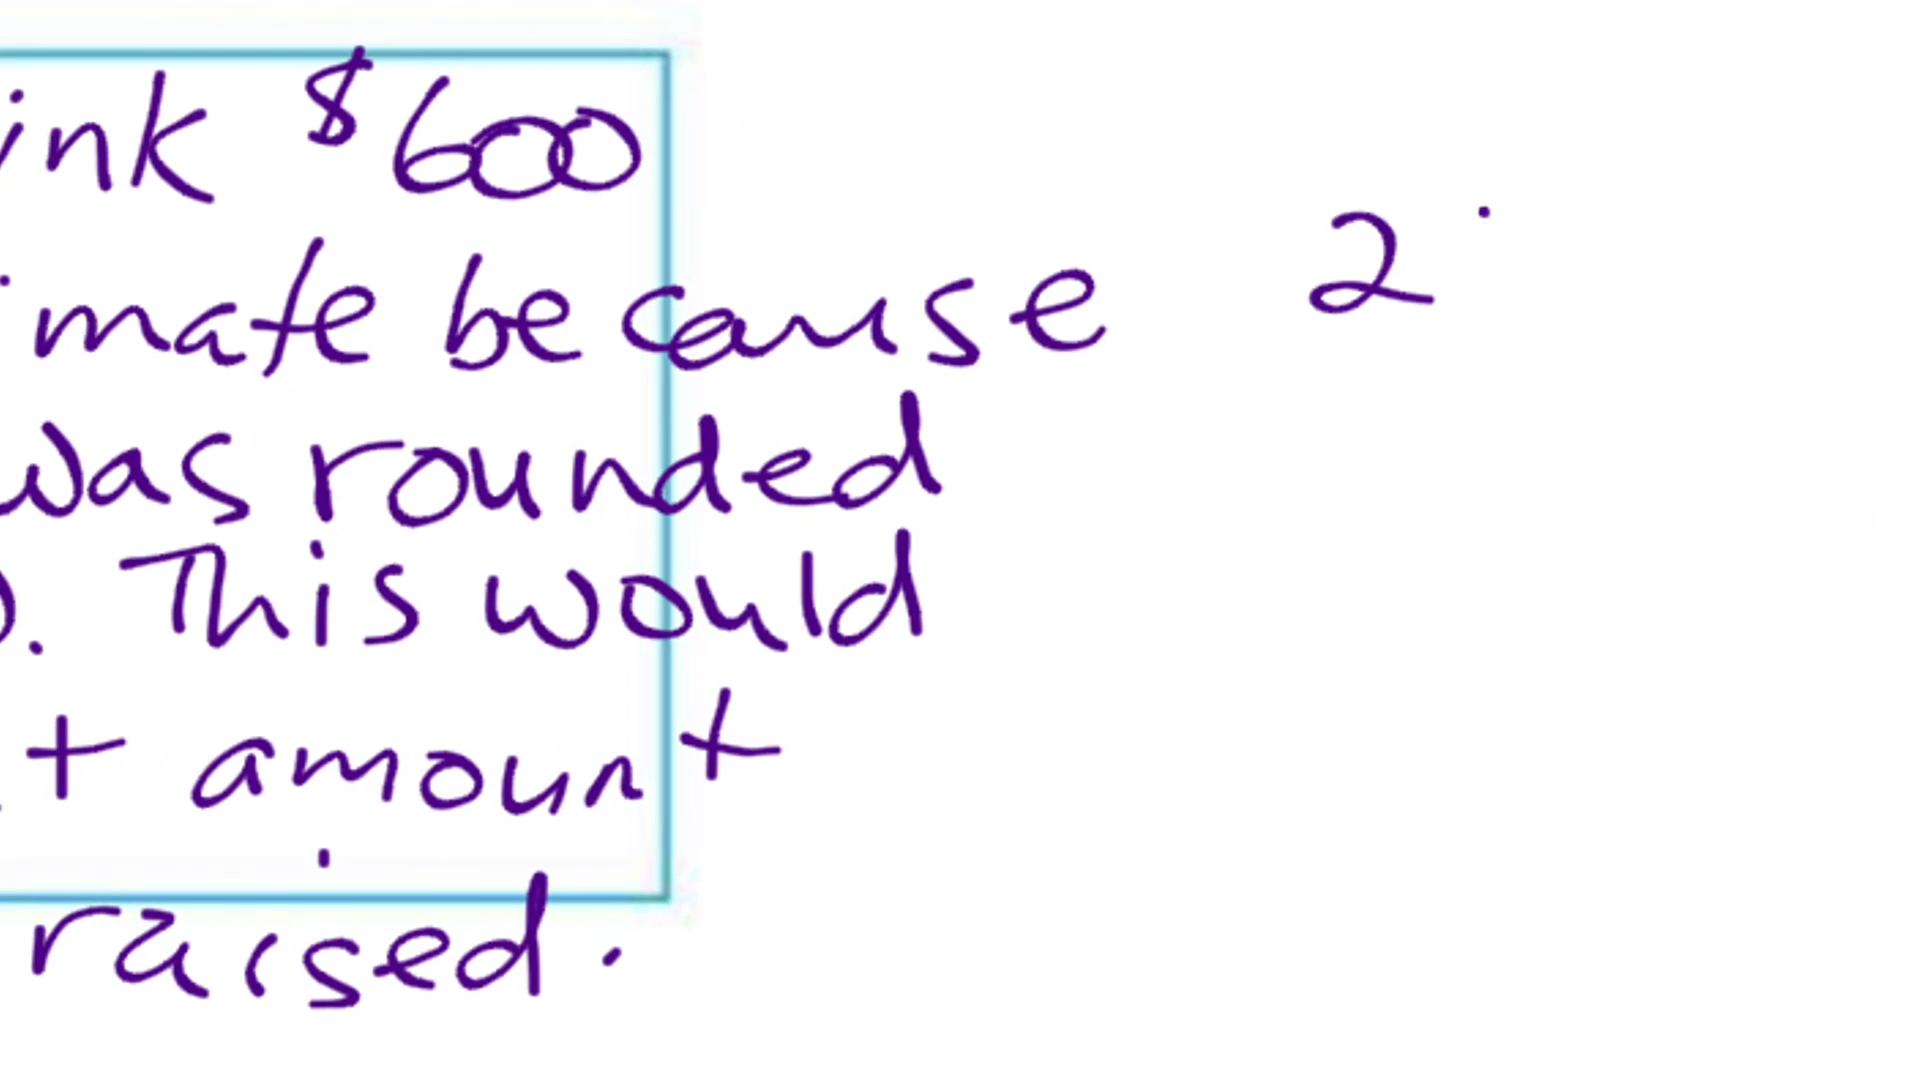 ink $600
imate because 2
was rounded
. This would
t amount
raised.